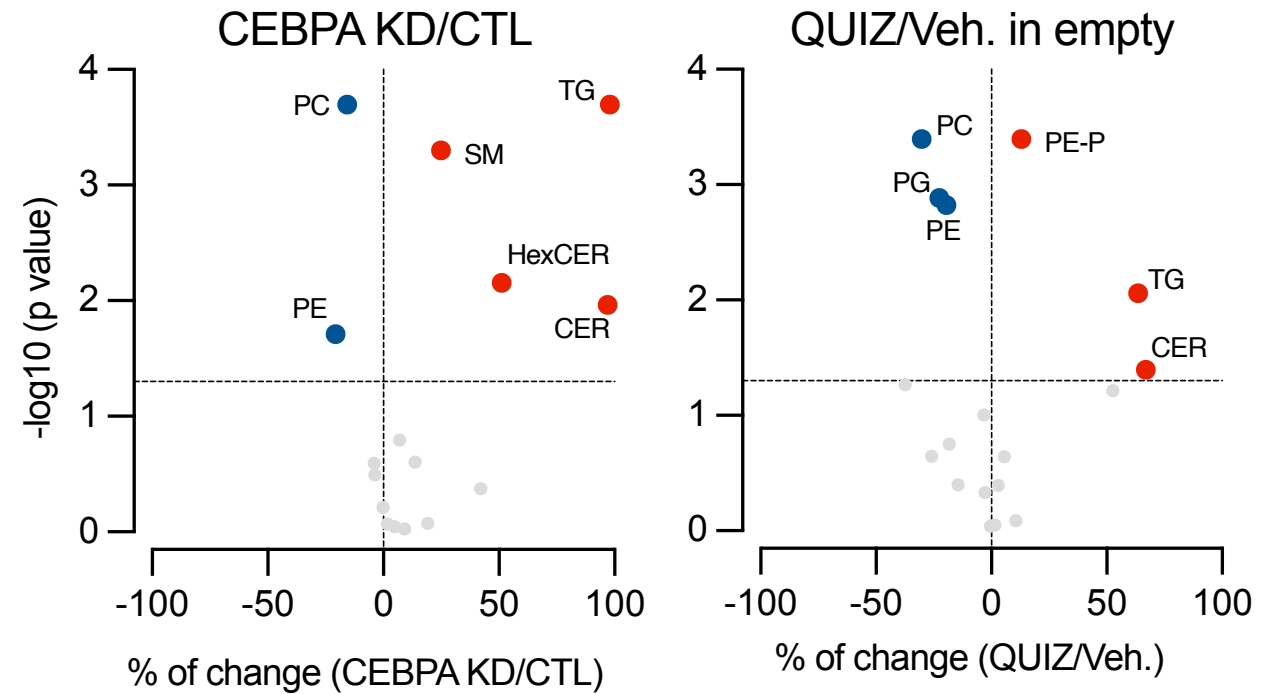 CEBPA KD/CTL
4
3
2
1
0
-log10 (p value)
PC
TG
SM
HexCER
CER
PE
-100
-50
0
50
100
% of change (CEBPA KD/CTL)
QUIZ/Veh. in empty
4
3
2
1
0
PC
PE-P
PG
PE
TG
CER
-100
-50
0
50
100
% of change (QUIZ/Veh.)